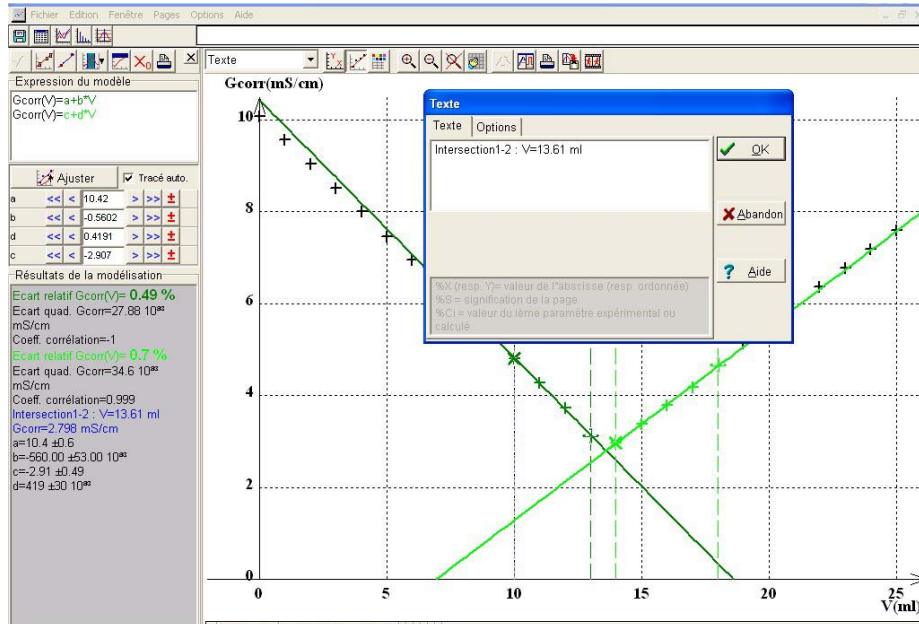 Fichier Edition Fenêtre Pages Options Aide
Texte
Expression du modèle
Gcorr(V)=a+b*V
Gcorr(V)=c+d*V
Ajuster Tracé auto.
a << < 10.42 > >> ±
b << < -0.5602 > >> ±
d << < 0.4191 > >> ±
c << < -2.907 > >> ±
Résultats de la modélisation
Ecart relatif Gcorr(V)= 0.49 %
Ecart quad. Gcorr=27.88 10
mS/cm
Coeff. corrélation=-1
Ecart relatif Gcorr(V)= 0.7 %
Ecart quad. Gcorr=34.6 10
mS/cm
Coeff. corrélation=0.999
Intersection1-2 : V=13.61 ml
Gcorr=2.798 mS/cm
a=10.4 ±0.6
b=-560.00 ±53.00 10
c=-2.91 ±0.49
d=419 ±30 10
Gcorr(mS/cm)
10
8
6
4
2
0
0 5 10 15 20 25
V(ml)
Texte
Texte Options
Intersection1-2 : V=13.61 ml
OK
Abandon
Aide
%X (resp. Y)= valeur de l"abscisse (resp. ordonnée)
%S = signification de la page
%Ci = valeur du ième paramètre expérimental ou
calculé